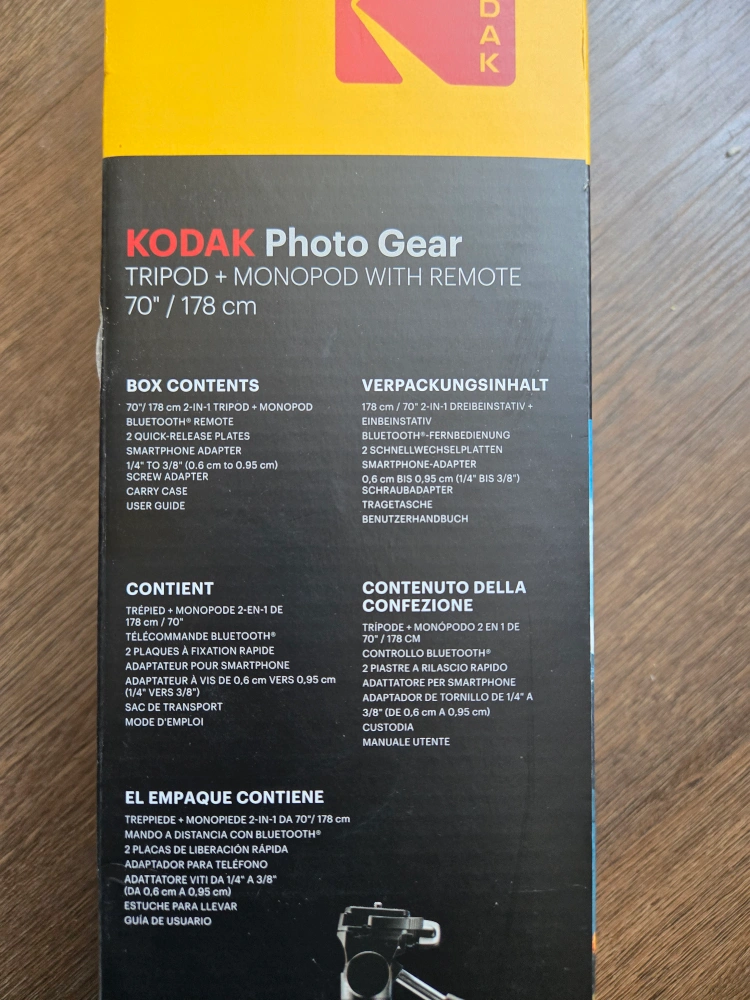 DAK
KODAK Photo Gear
TRIPOD + MONOPOD WITH REMOTE
70" / 178 cm
BOX CONTENTS
70"/ 178 cm 2-IN-1 TRIPOD + MONOPOD
BLUETOOTH® REMOTE
2 QUICK-RELEASE PLATES
SMARTPHONE ADAPTER
1/4" TO 3/8" (0.6 cm to 0.95 cm)
SCREW ADAPTER
CARRY CASE
USER GUIDE
VERPACKUNGSINHALT
178 cm / 70" 2-IN-1 DREIBEINSTATIV +
EINBEINSTATIV
BLUETOOTH®-FERNBEDIENUNG
2 SCHNELLWECHSELPLATTEN
SMARTPHONE-ADAPTER
0,6 cm BIS 0,95 cm (1/4" BIS 3/8")
SCHRAUBADAPTER
TRAGETASCHE
BENUTZERHANDBUCH
CONTIENT
TRÉPIED + MONOPODE 2-EN-1 DE
178 cm / 70"
TÉLÉCOMMANDE BLUETOOTH®
2 PLAQUES À FIXATION RAPIDE
ADAPTATEUR POUR SMARTPHONE
ADAPTATEUR À VIS DE 0,6 cm VERS 0,95 cm
(1/4" VERS 3/8")
SAC DE TRANSPORT
MODE D'EMPLOI
CONTENUTO DELLA
CONFEZIONE
TRÍPODE + MONÓPODO 2 EN 1 DE
70" / 178 CM
CONTROLLO BLUETOOTH®
2 PIASTRE A RILASCIO RAPIDO
ADATTATORE PER SMARTPHONE
ADAPTADOR DE TORNILLO DE 1/4" A
3/8" (DE 0,6 cm A 0,95 cm)
CUSTODIA
MANUALE UTENTE
EL EMPAQUE CONTIENE
TREPPIEDE + MONOPIEDE 2-IN-1 DA 70"/ 178 cm
MANDO A DISTANCIA CON BLUETOOTH®
2 PLACAS DE LIBERACIÓN RÁPIDA
ADAPTADOR PARA TELÉFONO
ADATTATORE VITI DA 1/4" A 3/8"
(DA 0,6 cm A 0,95 cm)
ESTUCHE PARA LLEVAR
GUÍA DE USUARIO